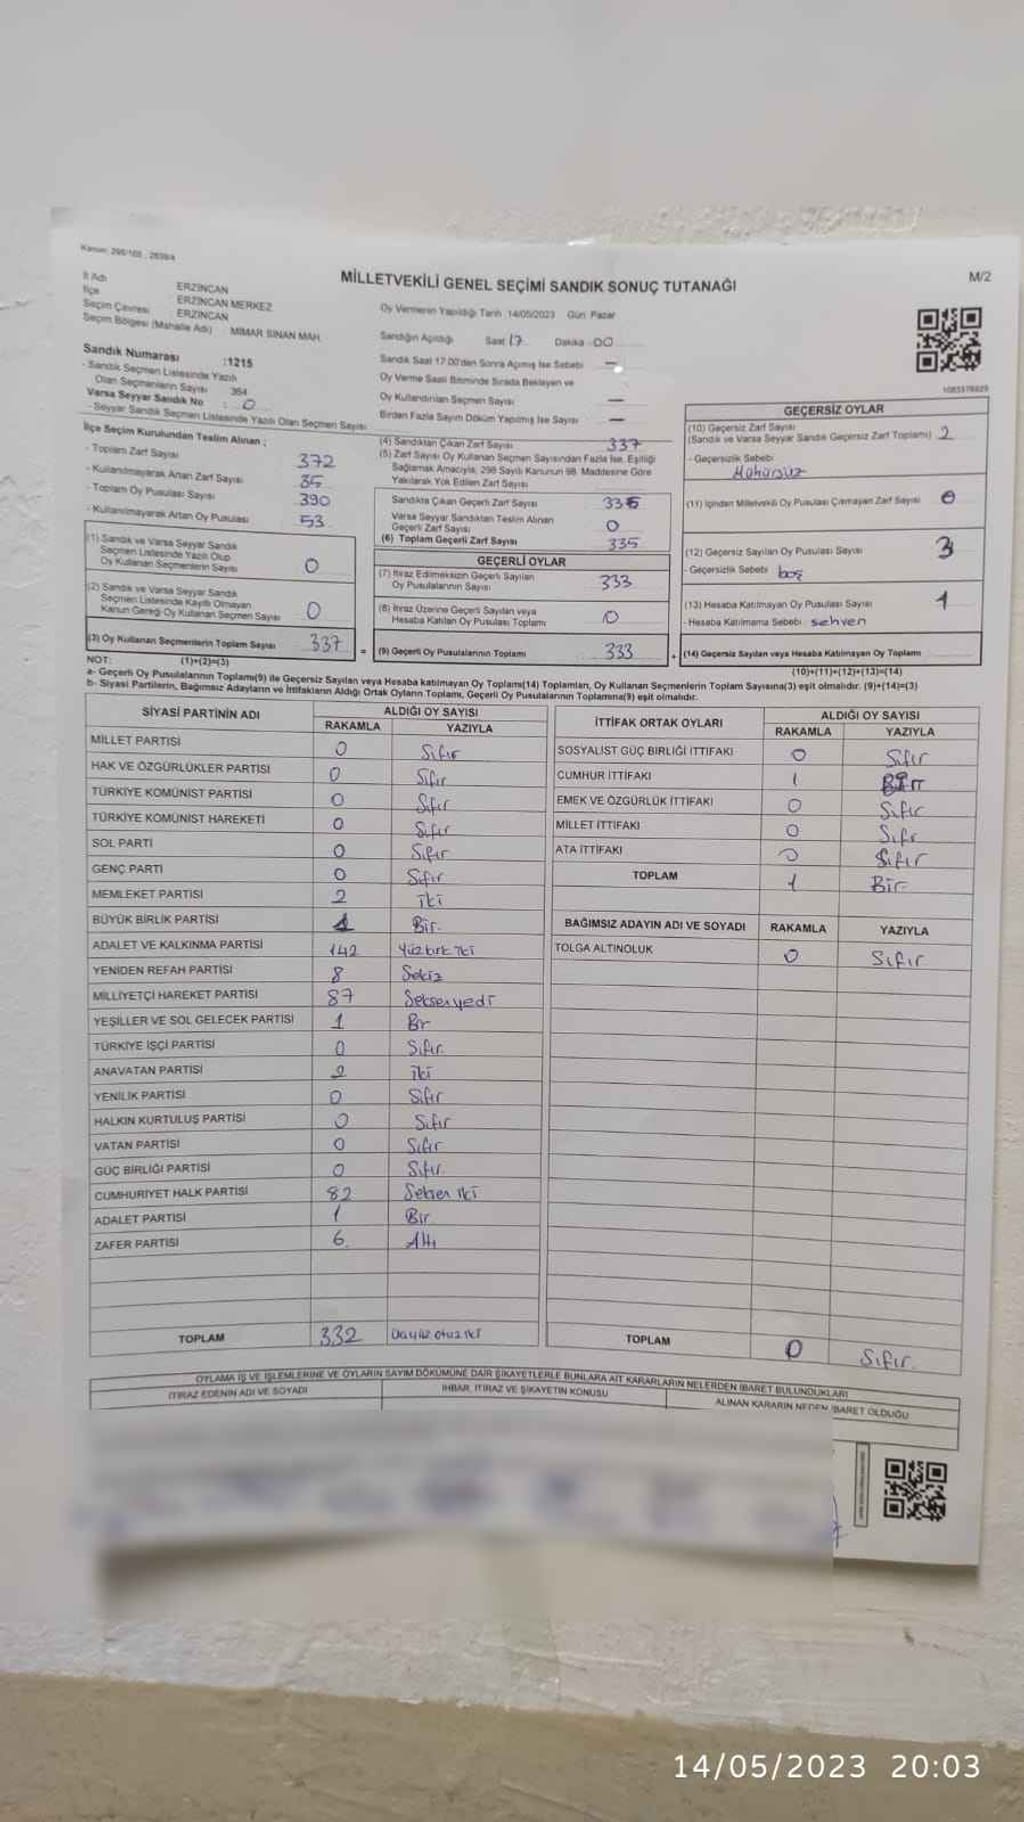 Kanun: 298/105 , 2839/4
MİLLETVEKİLİ GENEL SEÇİMİ SANDIK SONUÇ TUTANAĞI
M/2
İl Adı ERZİNCAN
İlçe ERZİNCAN MERKEZ
Seçim Çevresi ERZİNCAN
Seçim Bölgesi (Mahalle Adı) MİMAR SİNAN MAH.
Sandık Numarası :1215
- Sandık Seçmen Listesinde Yazılı
Olan Seçmenlerin Sayısı 364
Varsa Seyyar Sandık No : 0
- Seyyar Sandık Seçmen Listesinde Yazılı Olan Seçmen Sayısı
İlçe Seçim Kurulundan Teslim Alınan :
- Toplam Zarf Sayısı 372
- Kullanılmayarak Artan Zarf Sayısı 35
- Toplam Oy Pusulası Sayısı 390
- Kullanılmayarak Artan Oy Pusulası 53
(1) Sandık ve Varsa Seyyar Sandık
Seçmen Listesinde Yazılı Olup
Oy Kullanan Seçmenlerin Sayısı 0
(2) Sandık ve Varsa Seyyar Sandık
Seçmen Listesinde Kayıtlı Olmayan
Kanun Gereği Oy Kullanan Seçmen Sayısı 0
(3) Oy Kullanan Seçmenlerin Toplam Sayısı 337 =
Oy Vermenin Yapıldığı Tarih 14/05/2023 Gün Pazar
Sandığın Açıldığı Saat 17 Dakika 00
Sandık Saat 17.00'den Sonra Açılmış İse Sebebi —
Oy Verme Saati Bitiminde Sırada Bekleyen ve
Oy Kullandırılan Seçmen Sayısı —
Birden Fazla Sayım Döküm Yapılmış İse Sayısı —
(4) Sandıktan Çıkan Zarf Sayısı 337
(5) Zarf Sayısı Oy Kullanan Seçmen Sayısından Fazla İse, Eşitliği
Sağlamak Amacıyla, 298 Sayılı Kanunun 98. Maddesine Göre
Yakılarak Yok Edilen Zarf Sayısı
Sandıkta Çıkan Geçerli Zarf Sayısı 335
Varsa Seyyar Sandıktan Teslim Alınan
Geçerli Zarf Sayısı 0
(6) Toplam Geçerli Zarf Sayısı 335
GEÇERLİ OYLAR
(7) İtiraz Edilmeksizin Geçerli Sayılan
Oy Pusulalarının Sayısı 333
(8) İtiraz Üzerine Geçerli Sayılan veya
Hesaba Katılan Oy Pusulası Toplamı 0
(9) Geçerli Oy Pusulalarının Toplamı 333 +
GEÇERSİZ OYLAR
(10) Geçersiz Zarf Sayısı
(Sandık ve Varsa Seyyar Sandık Geçersiz Zarf Toplamı) 2
- Geçersizlik Sebebi
Mühürsüz
(11) İçinden Milletvekili Oy Pusulası Çıkmayan Zarf Sayısı 0
(12) Geçersiz Sayılan Oy Pusulası Sayısı 3
- Geçersizlik Sebebi boş
(13) Hesaba Katılmayan Oy Pusulası Sayısı 1
- Hesaba Katılmama Sebebi sehven
(14) Geçersiz Sayılan veya Hesaba Katılmayan Oy Toplamı
NOT: (1)+(2)=(3) (10)+(11)+(12)+(13)=(14)
a- Geçerli Oy Pusulalarının Toplamı(9) ile Geçersiz Sayılan veya Hesaba katılmayan Oy Toplamı(14) Toplamları, Oy Kullanan Seçmenlerin Toplam Sayısına(3) eşit olmalıdır. (9)+(14)=(3)
b- Siyasi Partilerin, Bağımsız Adayların ve İttifakların Aldığı Ortak Oyların Toplamı, Geçerli Oy Pusulalarının Toplamına(9) eşit olmalıdır.
SİYASİ PARTİNİN ADI ALDIĞI OY SAYISI
RAKAMLA YAZIYLA
MİLLET PARTİSİ 0 Sıfır
HAK VE ÖZGÜRLÜKLER PARTİSİ 0 Sıfır
TÜRKİYE KOMÜNİST PARTİSİ 0 Sıfır
TÜRKİYE KOMÜNİST HAREKETİ 0 Sıfır
SOL PARTİ 0 Sıfır
GENÇ PARTİ 0 Sıfır
MEMLEKET PARTİSİ 2 iki
BÜYÜK BİRLİK PARTİSİ 1 Bir
ADALET VE KALKINMA PARTİSİ 142 Yüzkırk iki
YENİDEN REFAH PARTİSİ 8 Sekiz
MİLLİYETÇİ HAREKET PARTİSİ 87 Seksenyedi
YEŞİLLER VE SOL GELECEK PARTİSİ 1 Bir
TÜRKİYE İŞÇİ PARTİSİ 0 Sıfır
ANAVATAN PARTİSİ 2 iki
YENİLİK PARTİSİ 0 Sıfır
HALKIN KURTULUŞ PARTİSİ 0 Sıfır
VATAN PARTİSİ 0 Sıfır
GÜÇ BİRLİĞİ PARTİSİ 0 Sıfır
CUMHURİYET HALK PARTİSİ 82 Seksen iki
ADALET PARTİSİ 1 Bir
ZAFER PARTİSİ 6 Altı
TOPLAM 332 Üçyüz otuz iki
İTTİFAK ORTAK OYLARI ALDIĞI OY SAYISI
RAKAMLA YAZIYLA
SOSYALİST GÜÇ BİRLİĞİ İTTİFAKI 0 Sıfır
CUMHUR İTTİFAKI 1 Bir
EMEK VE ÖZGÜRLÜK İTTİFAKI 0 Sıfır
MİLLET İTTİFAKI 0 Sıfır
ATA İTTİFAKI 0 Sıfır
TOPLAM 1 Bir
BAĞIMSIZ ADAYIN ADI VE SOYADI RAKAMLA YAZIYLA
TOLGA ALTINOLUK 0 Sıfır
TOPLAM 0 Sıfır
OYLAMA İŞ VE İŞLEMLERİNE VE OYLARIN SAYIM DÖKÜMÜNE DAİR ŞİKAYETLERLE BUNLARA AİT KARARLARIN NELERDEN İBARET BULUNDUKLARI
İTİRAZ EDENİN ADI VE SOYADI İHBAR, İTİRAZ VE ŞİKAYETİN KONUSU ALINAN KARARIN NEDEN İBARET OLDUĞU
14/05/2023 20:03